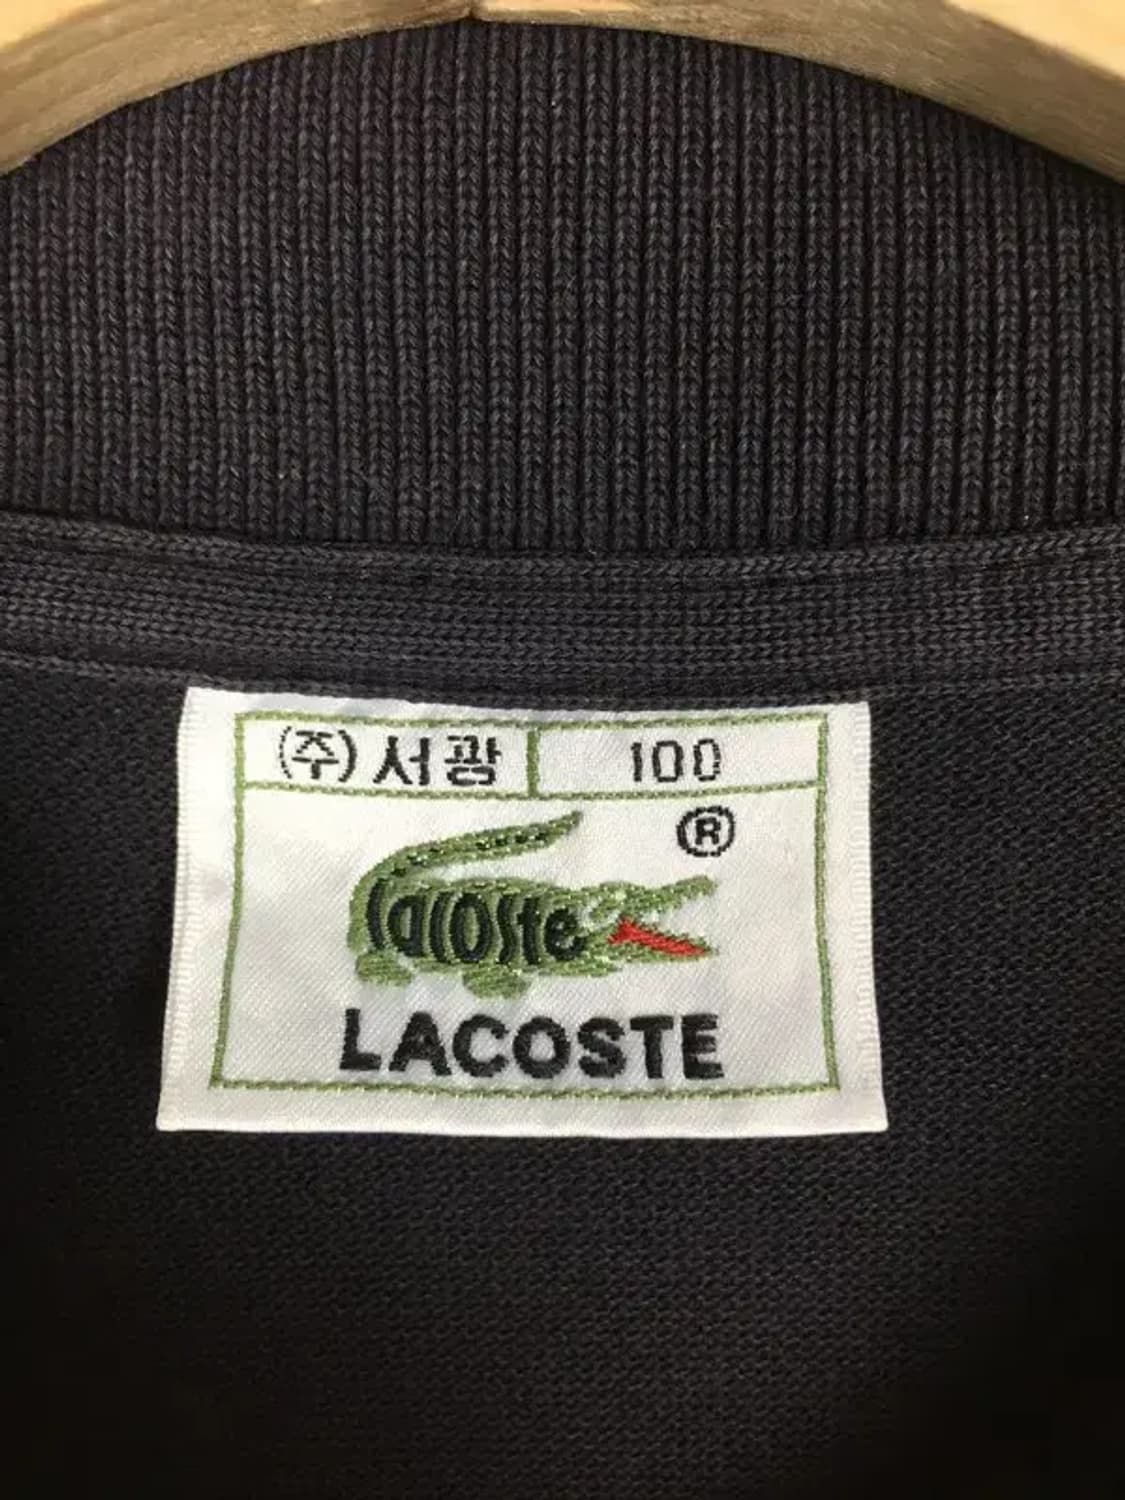 (주)서광 100
®
lacoste
LACOSTE